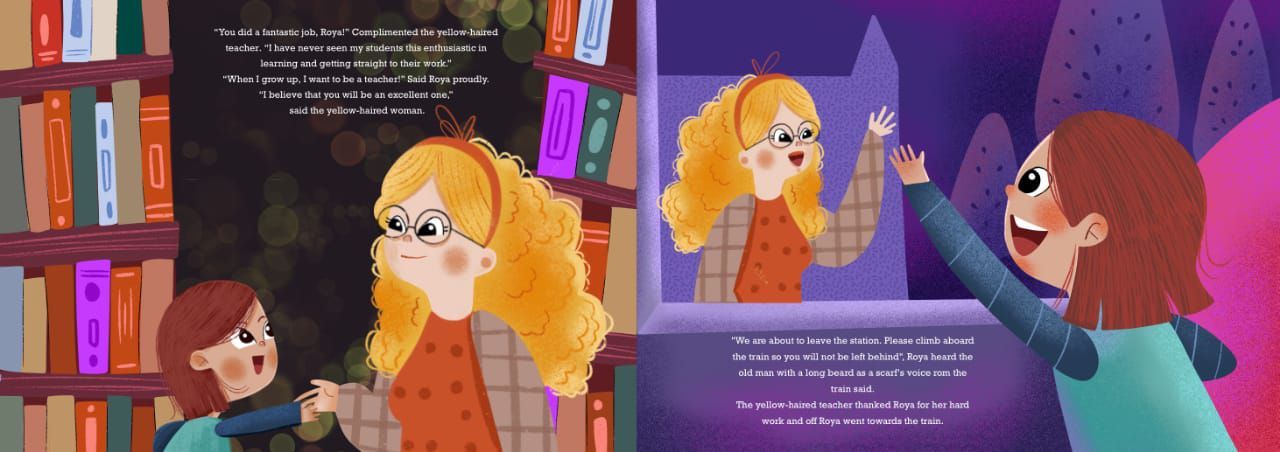 "You did a fantastic job, Roya!" Complimented the yellow-haired
teacher. "I have never seen my students this enthusiastic in
learning and getting straight to their work."
"When I grow up, I want to be a teacher!" Said Roya proudly.
"I believe that you will be an excellent one,"
said the yellow-haired woman.
"We are about to leave the station. Please climb aboard
the train so you will not be left behind", Roya heard the
old man with a long beard as a scarf's voice rom the
train said.
The yellow-haired teacher thanked Roya for her hard
work and off Roya went towards the train.